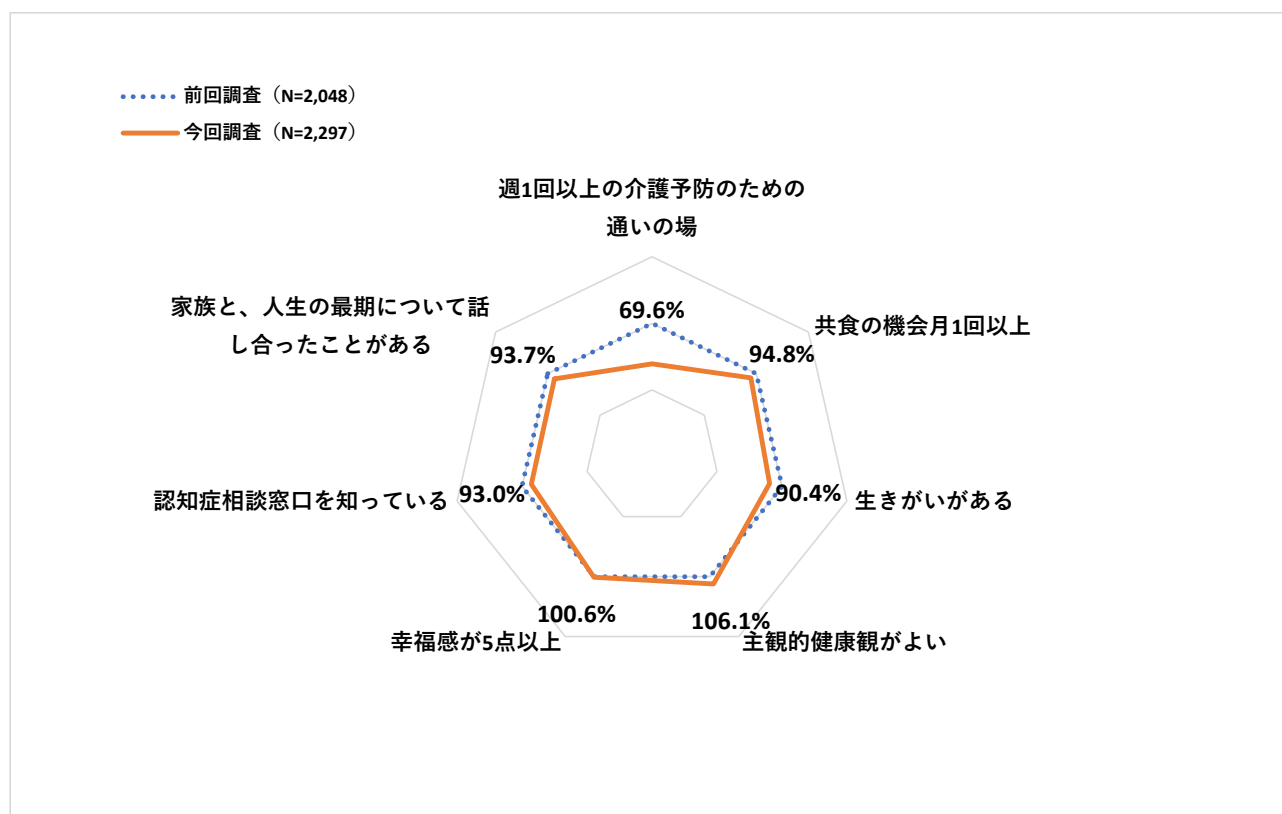 前回調査（N=2,048）
今回調査（N=2,297）
週1回以上の介護予防のための
通いの場
69.6%
共食の機会月1回以上
94.8%
生きがいがある
90.4%
主観的健康観がよい
106.1%
幸福感が5点以上
100.6%
認知症相談窓口を知っている
93.0%
家族と、人生の最期について話
し合ったことがある
93.7%